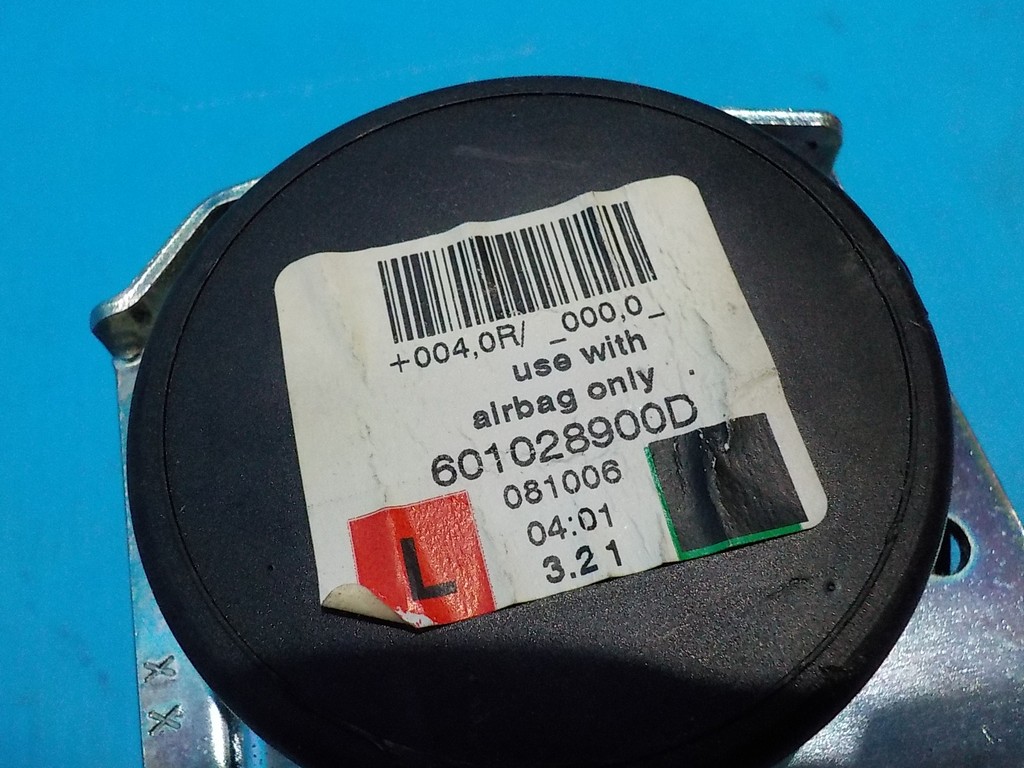 +004,0R/ _000,0_
use with
airbag only
601028900D
081006
04:01
3.21
L
X
X